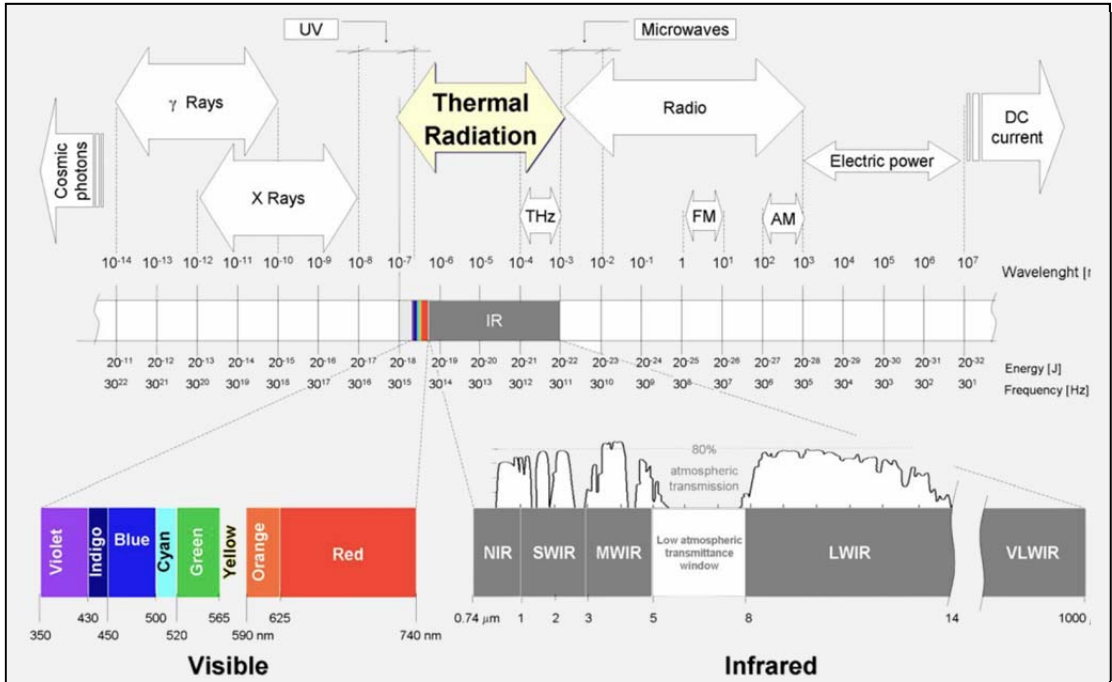 UV
Microwaves
γ Rays
Thermal
Radiation
Radio
DC
current
Cosmic
photons
X Rays
Electric power
THz
FM
AM
10-14 10-13 10-12 10-11 10-10 10-9 10-8 10-7 10-6 10-5 10-4 10-3 10-2 10-1 1 10¹ 10² 10³ 10⁴ 10⁵ 10⁶ 10⁷
Wavelenght [
IR
20-11 20-12 20-13 20-14 20-15 20-16 20-17 20-18 20-19 20-20 20-21 20-22 20-23 20-24 20-25 20-26 20-27 20-28 20-29 20-30 20-31 20-32
Energy [J]
30²² 30²¹ 30²⁰ 30¹⁹ 30¹⁸ 30¹⁷ 30¹⁶ 30¹⁵ 30¹⁴ 30¹³ 30¹² 30¹¹ 30¹⁰ 30⁹ 30⁸ 30⁷ 30⁶ 30⁵ 30⁴ 30³ 30² 30¹
Frequency [Hz]
80%
atmospheric
transmission
Violet
Indigo
Blue
Cyan
Green
Yellow
Orange
Red
NIR
SWIR
MWIR
Low atmospheric
transmittance
window
LWIR
VLWIR
430 500 565 625
350 450 520 590 nm 740 nm
0.74 µm 1 2 3 5 8 14 1000
Visible
Infrared